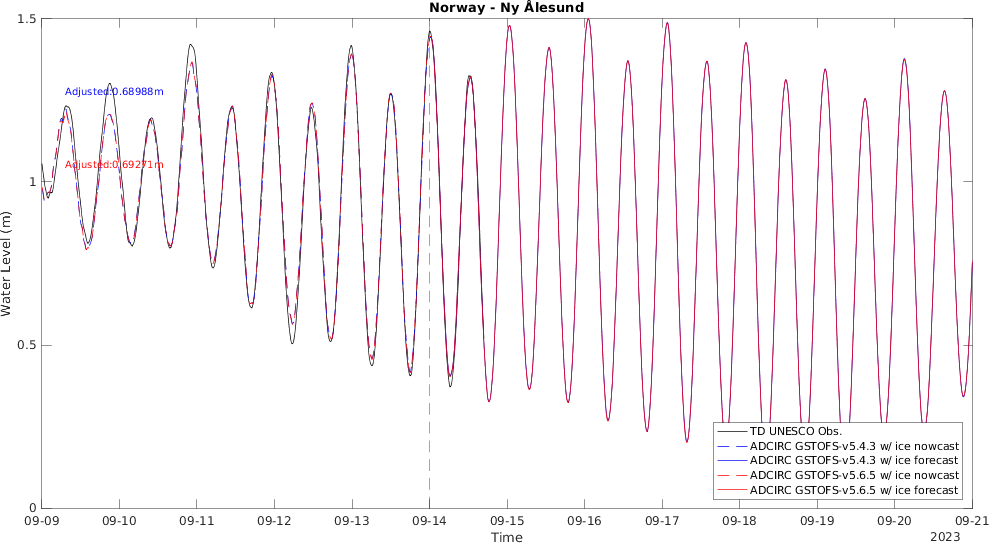 Norway - Ny Ålesund
1.5
1
0.5
0
Water Level (m)
Adjusted:0.68988m
Adjusted:0.69271m
TD UNESCO Obs.
ADCIRC GSTOFS-v5.4.3 w/ ice nowcast
ADCIRC GSTOFS-v5.4.3 w/ ice forecast
ADCIRC GSTOFS-v5.6.5 w/ ice nowcast
ADCIRC GSTOFS-v5.6.5 w/ ice forecast
09-09 09-10 09-11 09-12 09-13 09-14 09-15 09-16 09-17 09-18 09-19 09-20 09-21
Time
2023